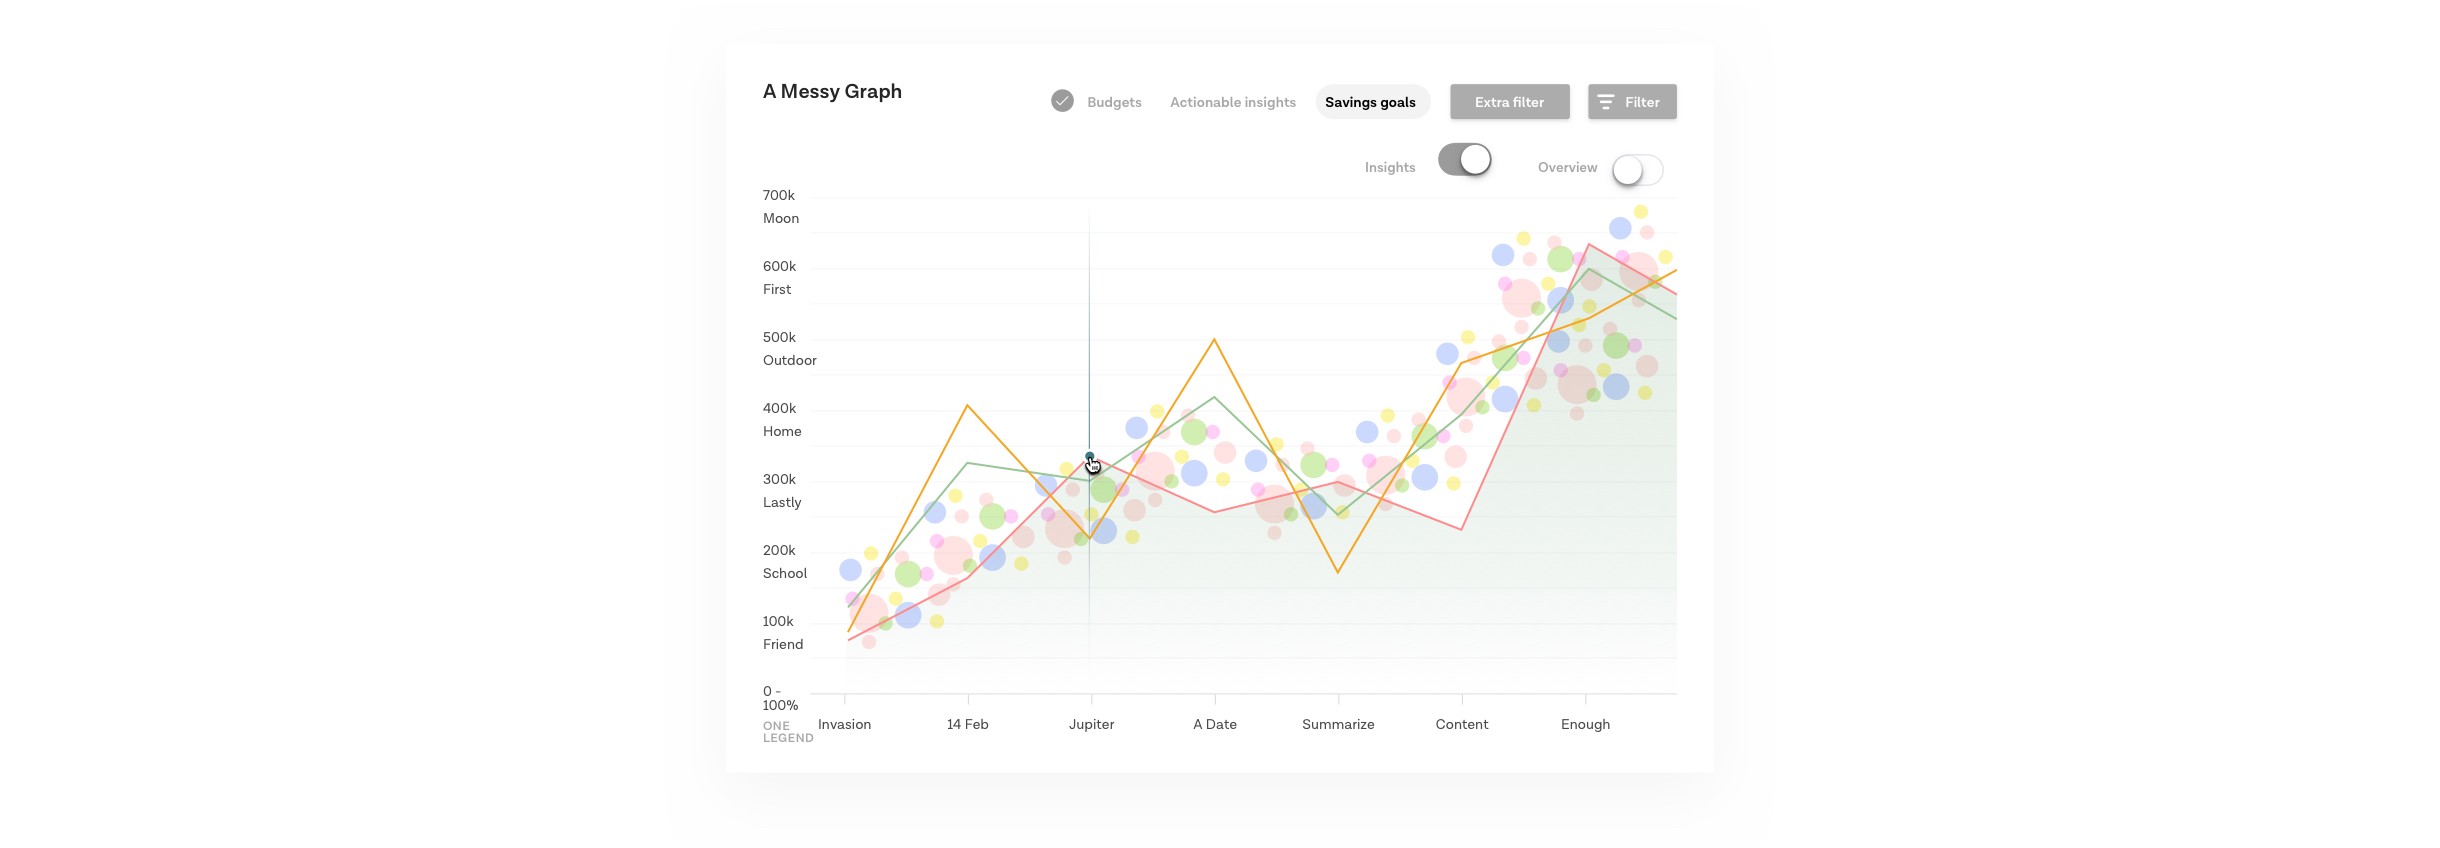 A Messy Graph
Budgets Actionable insights Savings goals Extra filter Filter
Insights Overview
700k
Moon
600k
First
500k
Outdoor
400k
Home
300k
Lastly
200k
School
100k
Friend
0 -
100%
ONE
LEGEND
Invasion 14 Feb Jupiter A Date Summarize Content Enough